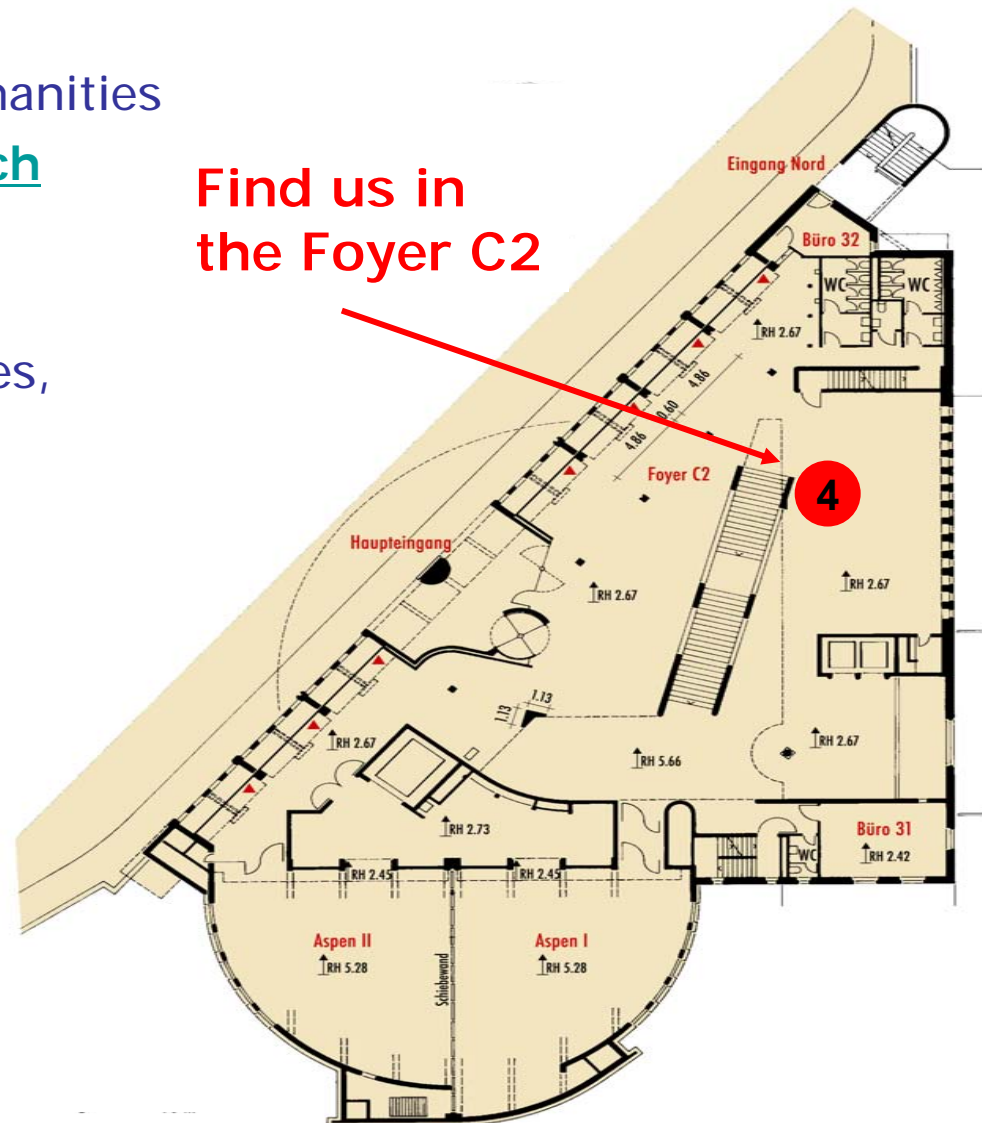 nanities
ch
Find us in
the Foyer C2
es,
Eingang Nord
Büro 32
WC
WC
RH 2.67
4.86
0.60
4.86
Foyer C2
4
Haupteingang
RH 2.67
RH 2.67
1.13
1.13
RH 2.67
RH 5.66
RH 2.67
RH 2.73
Büro 31
WC
RH 2.42
RH 2.45
RH 2.45
Aspen II
Aspen I
RH 5.28
RH 5.28
Schiebewand